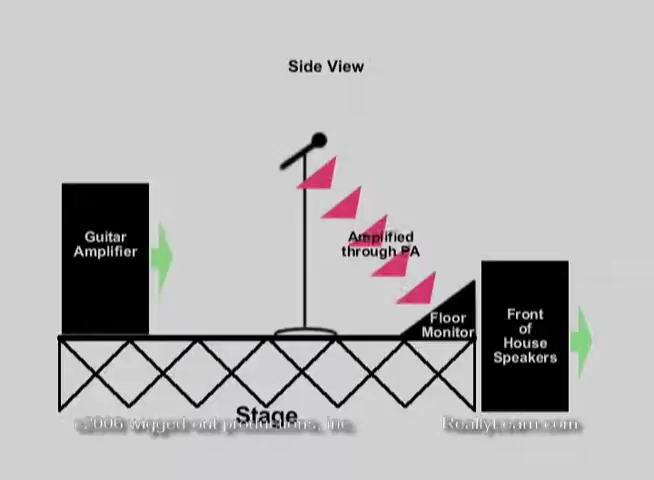 Side View
Guitar
Amplifier
Amplified
through PA
Floor
Monitor
Front
of
House
Speakers
Stage
©2006 wigged out productions, inc.
ReallyLearn.com